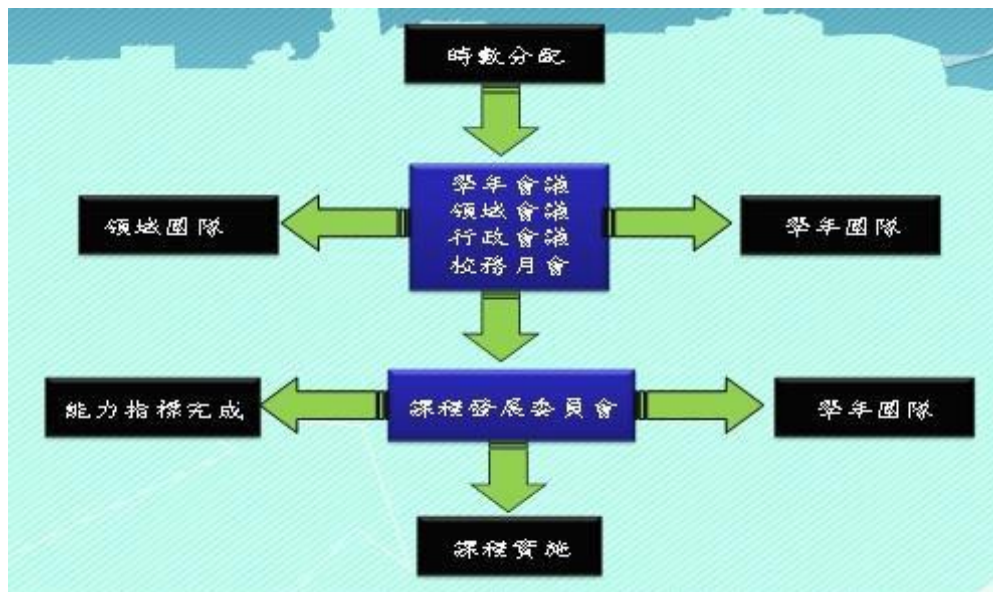 時數分配
學年會議
領域會議
行政會議
校務月會
領域團隊
學年團隊
能力指標完成
課程發展委員會
學年團隊
課程實施